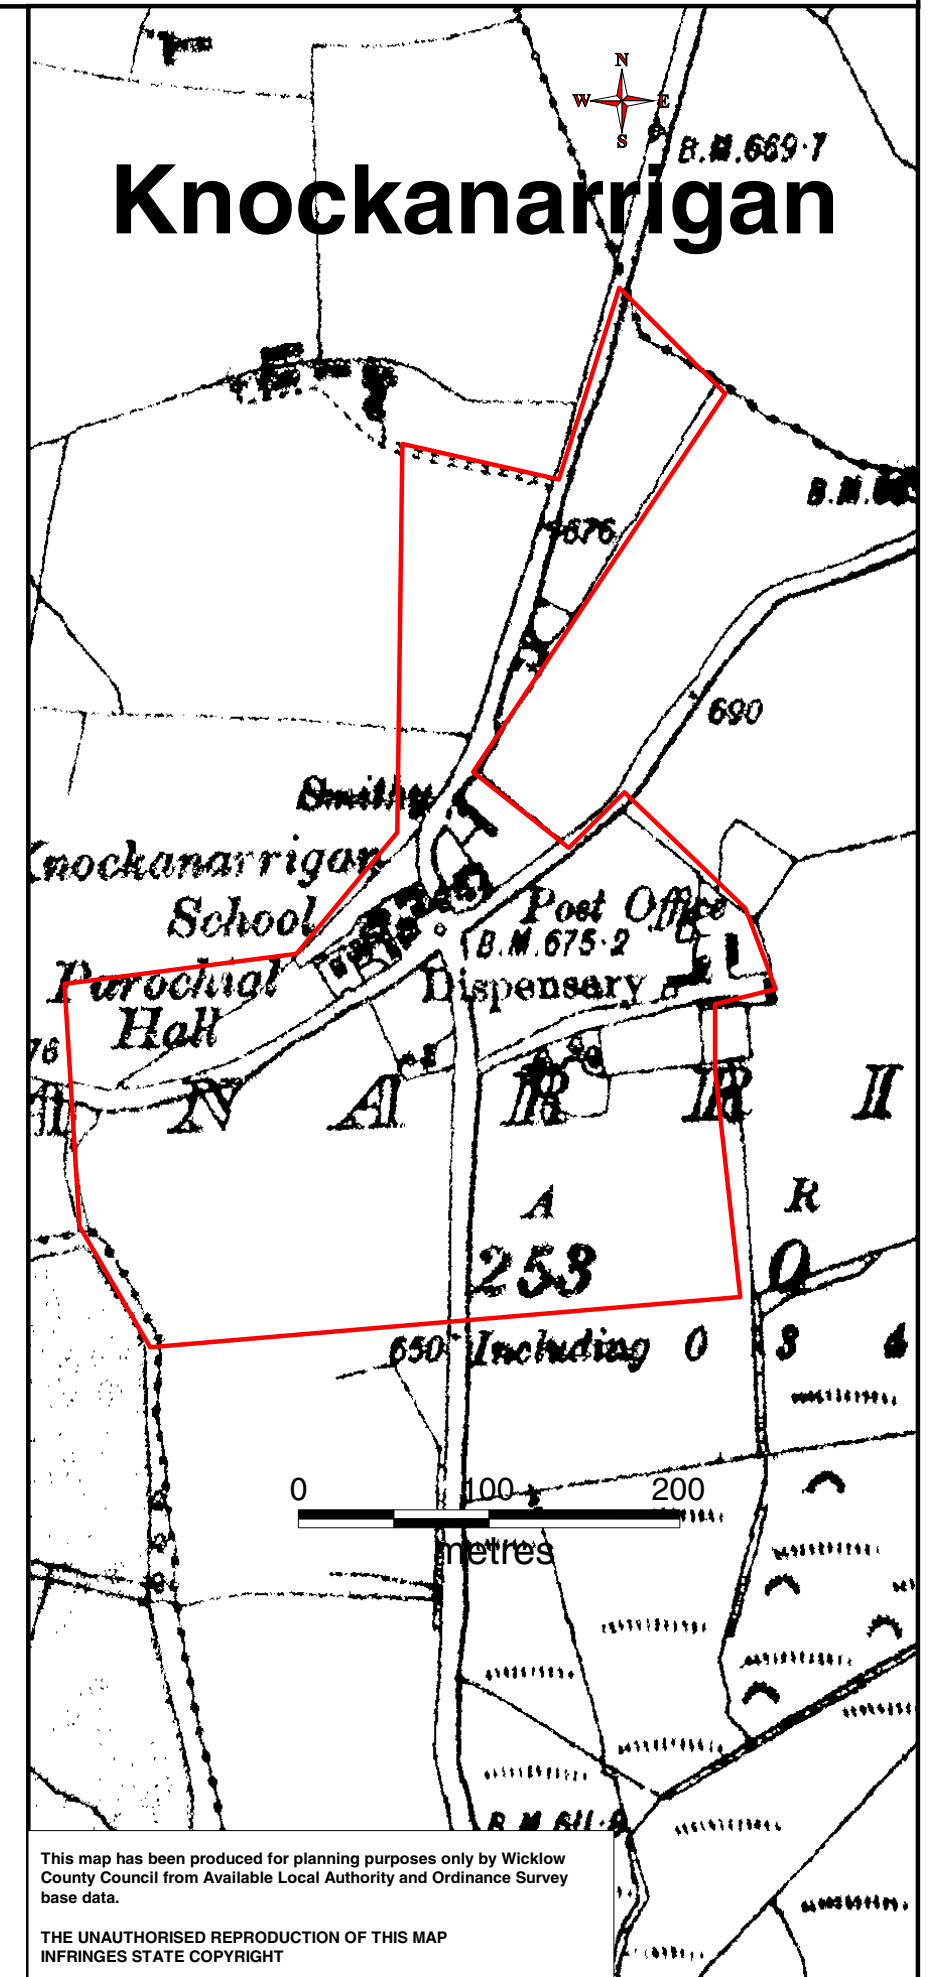 N
W E
S
B.M.669·7
Knockanarrigan
676
690
Smithy
Knockanarrigan
School
Post Office
B.M.675·2
Parochial
Dispensary
Hall
76
N A R R I
A R
253 0
650 Including 0 3 4
0 100 200
metres
B.M.611·9
This map has been produced for planning purposes only by Wicklow
County Council from Available Local Authority and Ordinance Survey
base data.
THE UNAUTHORISED REPRODUCTION OF THIS MAP
INFRINGES STATE COPYRIGHT